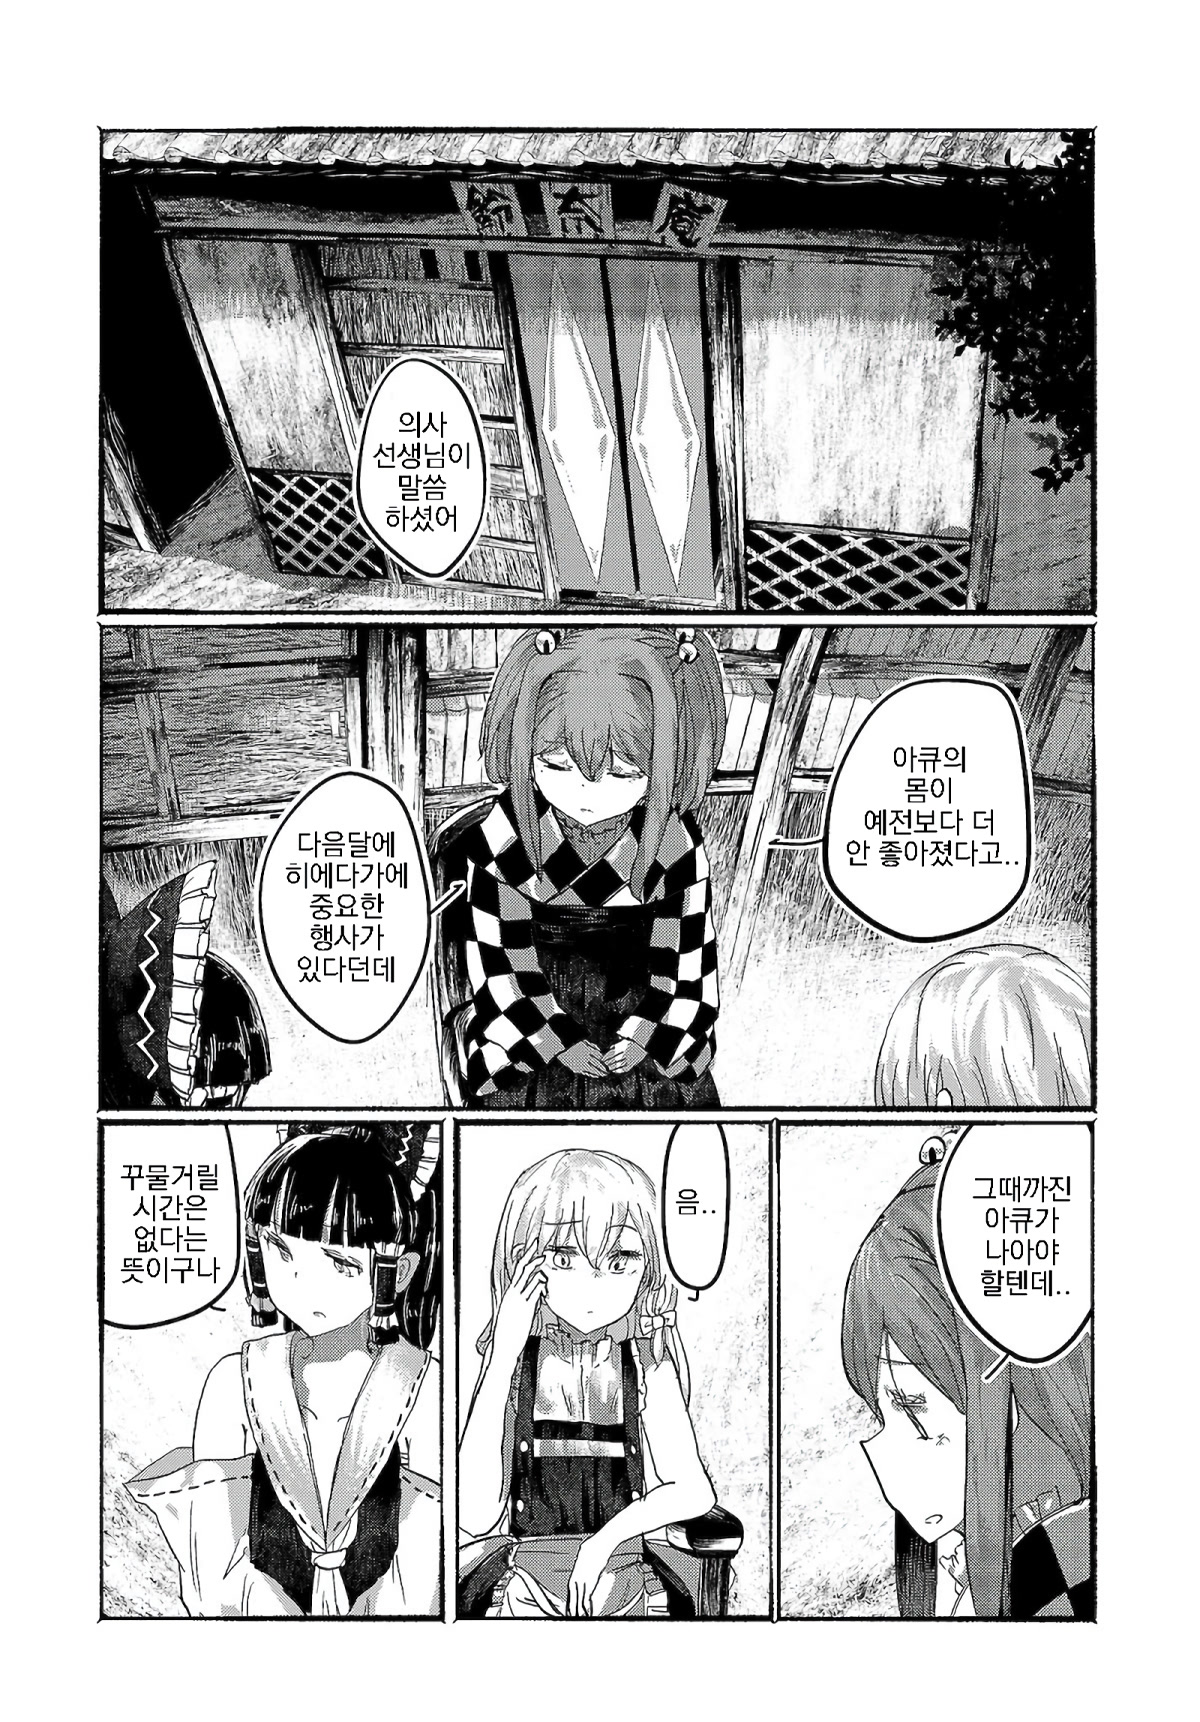 鈴奈庵
의사
선생님이
말씀
하셨어
아큐의
몸이
예전보다 더
안 좋아졌다고..
다음달에
히에다가에
중요한
행사가
있다던데
그때까진
아큐가
나아야
할텐데..
음..
꾸물거릴
시간은
없다는
뜻이구나